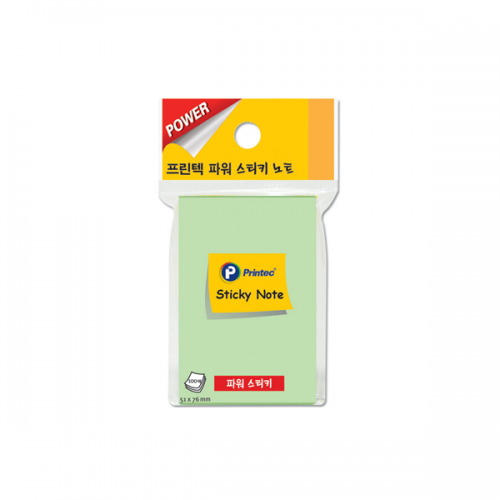 POWER
프린텍 파워 스티키 노트
Printec
Sticky Note
100매
파워 스티키
51 x 76 mm